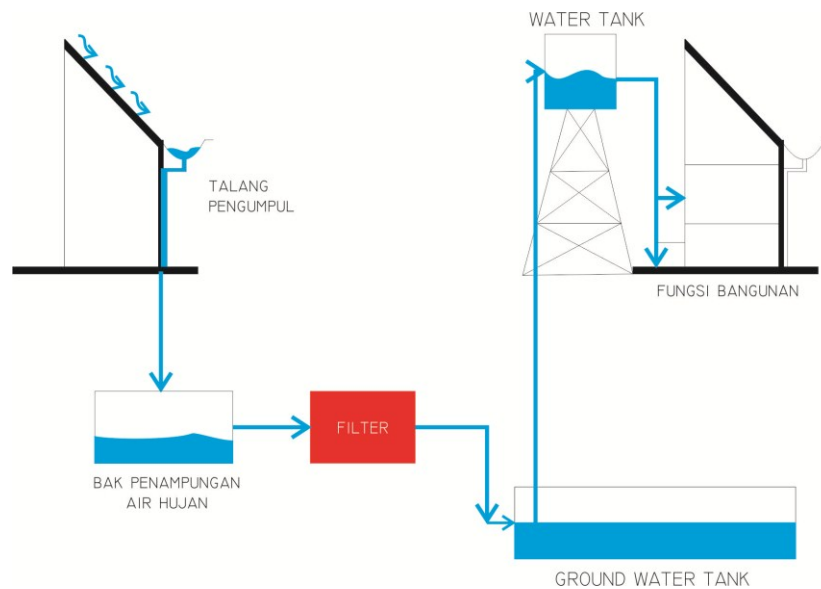 WATER TANK
TALANG
PENGUMPUL
FUNGSI BANGUNAN
FILTER
BAK PENAMPUNGAN
AIR HUJAN
GROUND WATER TANK